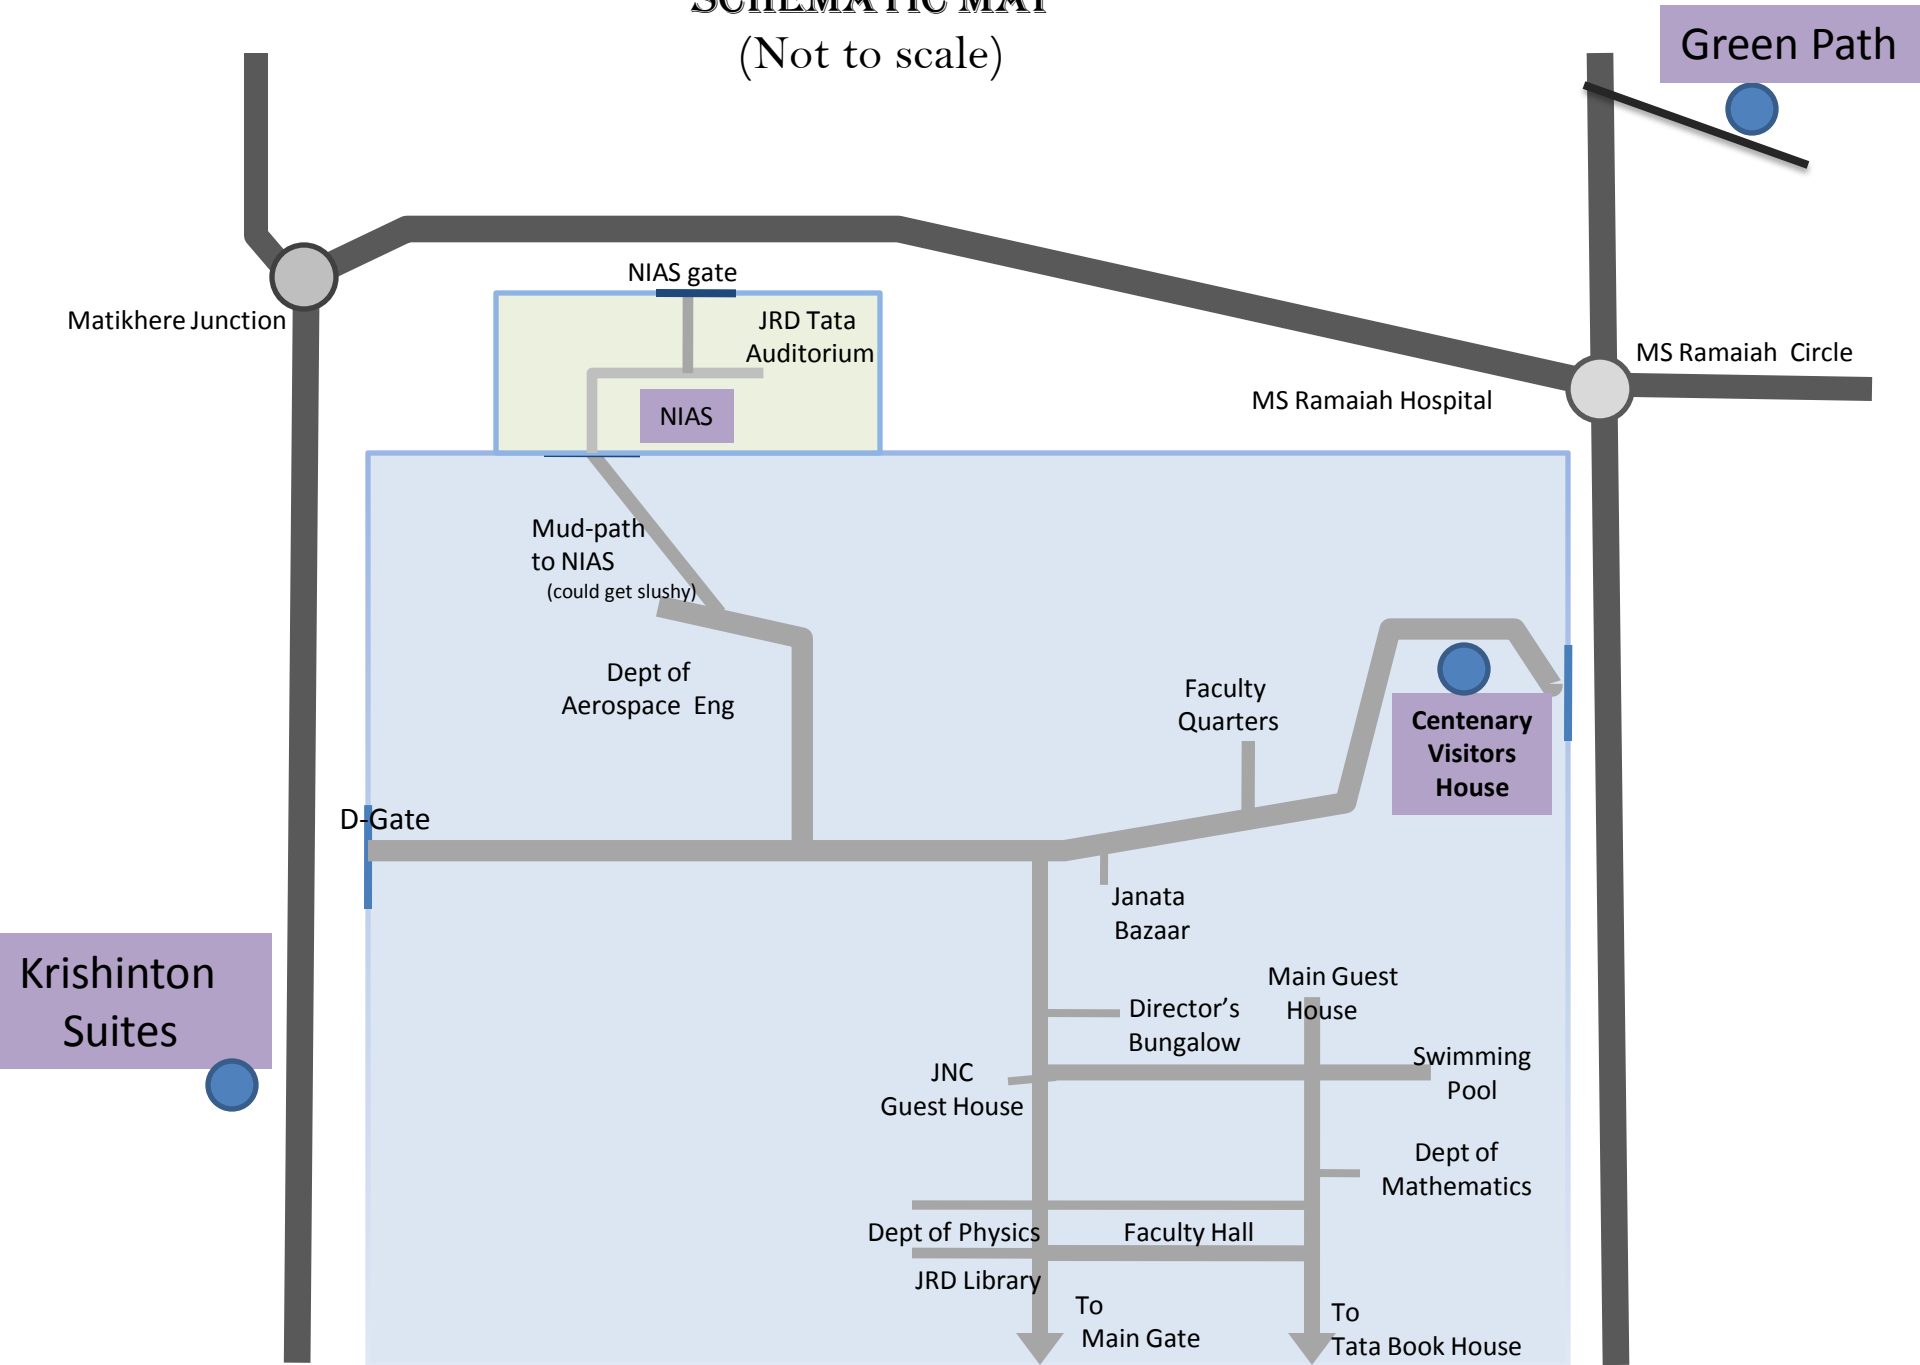 SCHEMATIC MAP
(Not to scale)
Green Path
NIAS gate
Matikhere Junction
JRD Tata
Auditorium
MS Ramaiah Circle
MS Ramaiah Hospital
NIAS
Mud-path
to NIAS
(could get slushy)
Dept of
Aerospace Eng
Faculty
Quarters
Centenary
Visitors
House
D-Gate
Janata
Bazaar
Krishinton
Suites
Main Guest
House
Director’s
Bungalow
Swimming
Pool
JNC
Guest House
Dept of
Mathematics
Dept of Physics
Faculty Hall
JRD Library
To
Main Gate
To
Tata Book House